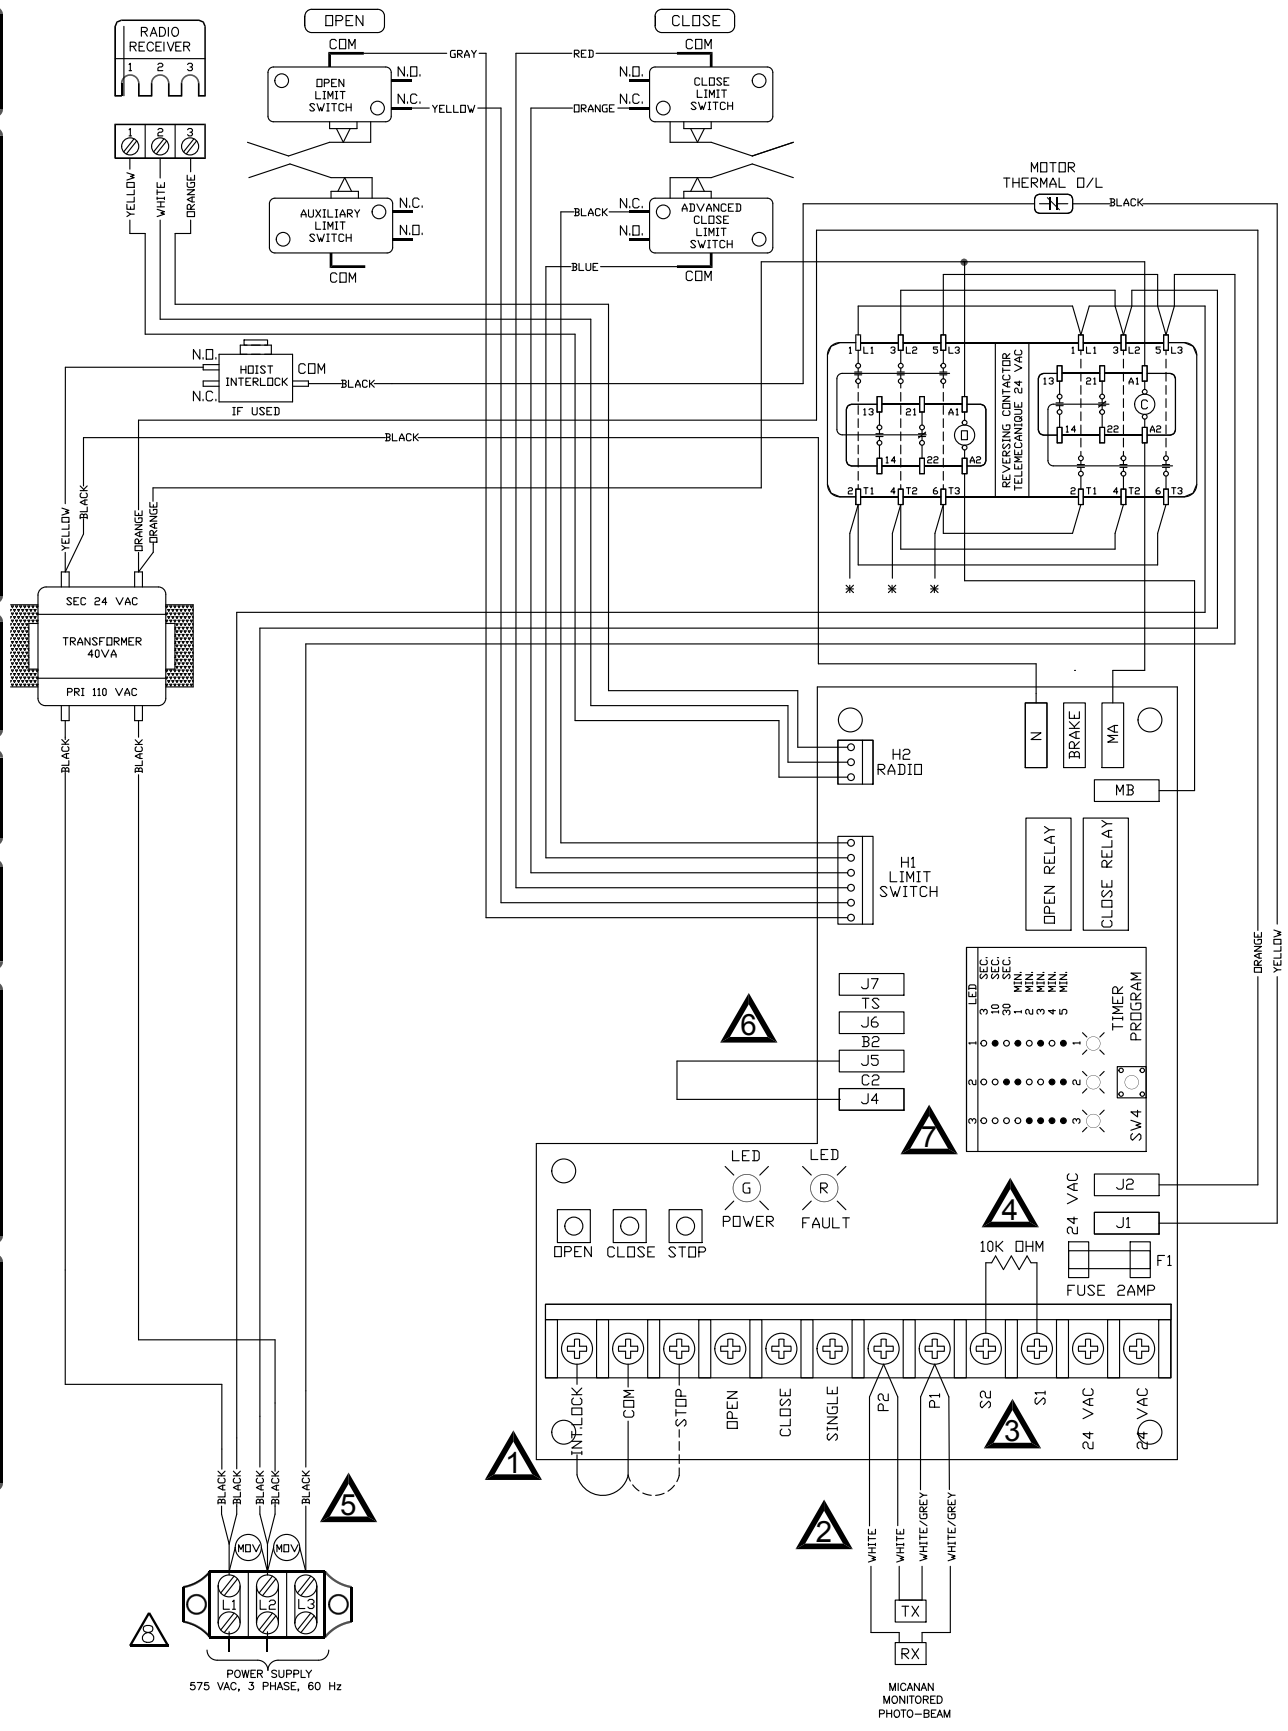 OPEN
CLOSE
RADIO
RECEIVER
1 2 3
COM
GRAY
RED
COM
N.O.
N.O.
OPEN
LIMIT
SWITCH
CLOSE
LIMIT
SWITCH
N.C.
YELLOW
ORANGE
N.C.
1 2 3
YELLOW
WHITE
ORANGE
MOTOR
THERMAL O/L
BLACK
AUXILIARY
LIMIT
SWITCH
N.C.
N.O.
COM
BLACK
N.C.
N.O.
ADVANCED
CLOSE
LIMIT
SWITCH
BLUE
COM
N.O.
HOIST
INTERLOCK
COM
N.C.
BLACK
IF USED
BLACK
1 L1 3 L2 5 L3
13 21 A1
O
14 22 A2
2 T1 4 T2 6 T3
REVERSING CONTACTOR
TELEMECANIQUE 24 VAC
1 L1 3 L2 5 L3
13 21 A1
C
14 22 A2
2 T1 4 T2 6 T3
* * *
YELLOW
BLACK
ORANGE
ORANGE
SEC 24 VAC
TRANSFORMER
40VA
PRI 110 VAC
BLACK
BLACK
N
BRAKE
MA
MB
H2
RADIO
H1
LIMIT
SWITCH
OPEN RELAY
CLOSE RELAY
ORANGE
YELLOW
J7
TS
J6
B2
J5
C2
J4
6
LED
3 SEC.
10 SEC.
30 SEC.
1 MIN.
2 MIN.
3 MIN.
4 MIN.
5 MIN.
TIMER
PROGRAM
1 1
2 2
3 3
SW4
7
LED
G
POWER
LED
R
FAULT
OPEN CLOSE STOP
4
10K OHM
24 VAC
J2
J1
F1
FUSE 2AMP
INT.LOCK
COM
STOP
OPEN
CLOSE
SINGLE
P2
P1
S2
S1
24 VAC
24 VAC
3
1
2
WHITE
WHITE
WHITE/GREY
WHITE/GREY
TX
RX
MICANAN
MONITORED
PHOTO-BEAM
BLACK
BLACK
BLACK
BLACK
BLACK
5
MOV MOV
L1 L2 L3
8
POWER SUPPLY
575 VAC, 3 PHASE, 60 Hz